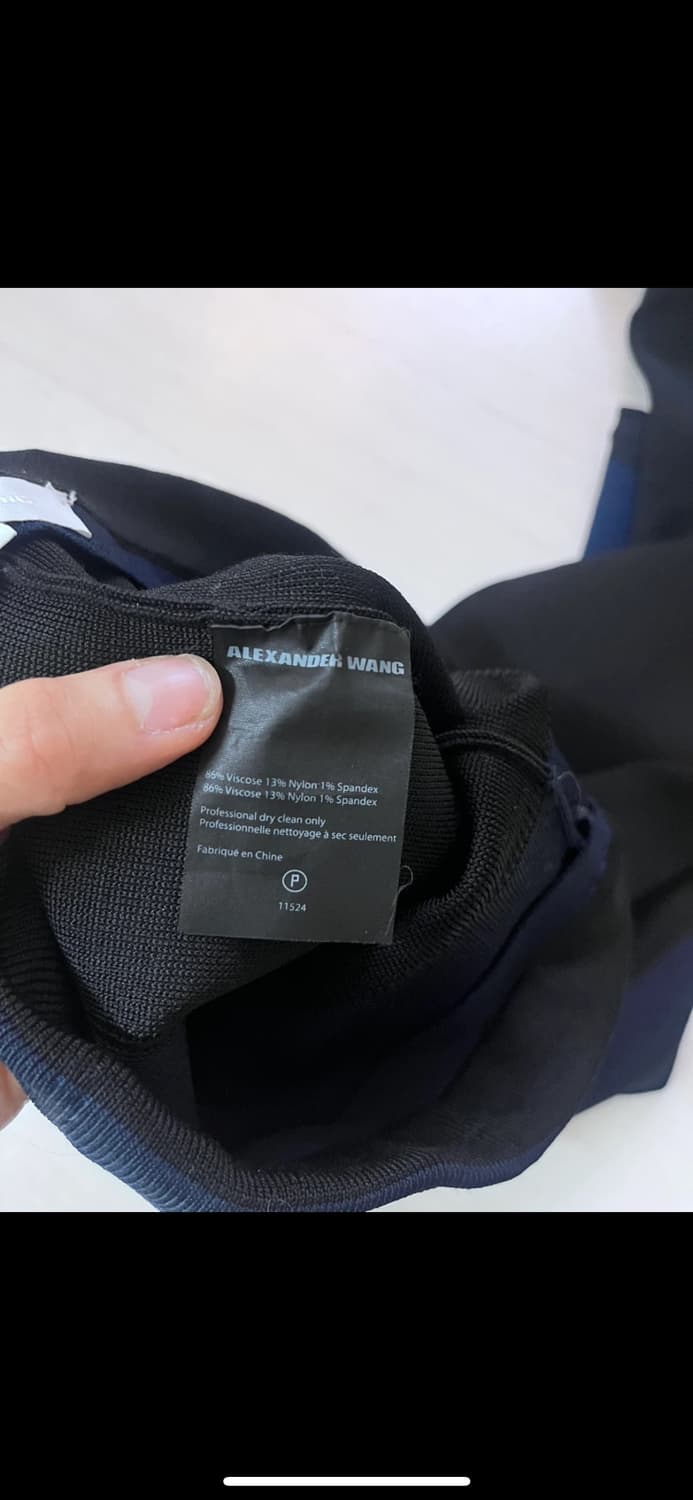 ALEXANDER WANG
86% Viscose 13% Nylon 1% Spandex
86% Viscose 13% Nylon 1% Spandex
Professional dry clean only
Professionnelle nettoyage à sec seulement
Fabriqué en Chine
P
11524